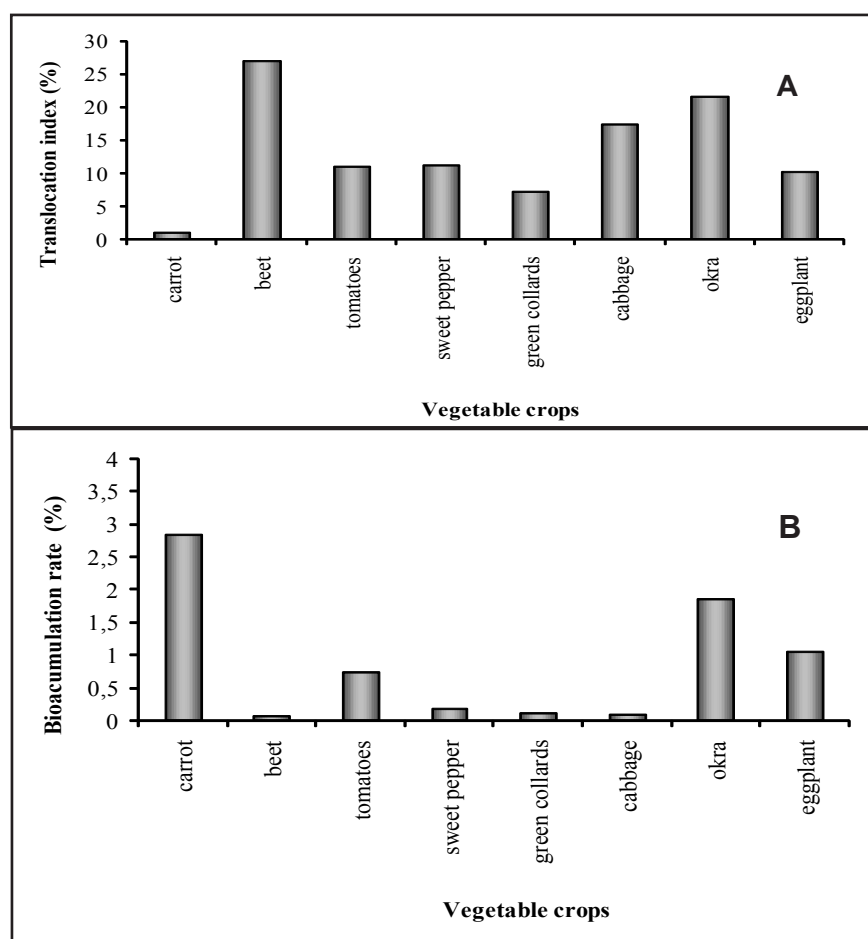 30
25
20
15
10
5
0
Translocation index (%)
A
carrot
beet
tomatoes
sweet pepper
green collards
cabbage
okra
eggplant
Vegetable crops
4
3,5
3
2,5
2
1,5
1
0,5
0
Bioacumulation rate (%)
B
carrot
beet
tomatoes
sweet pepper
green collards
cabbage
okra
eggplant
Vegetable crops